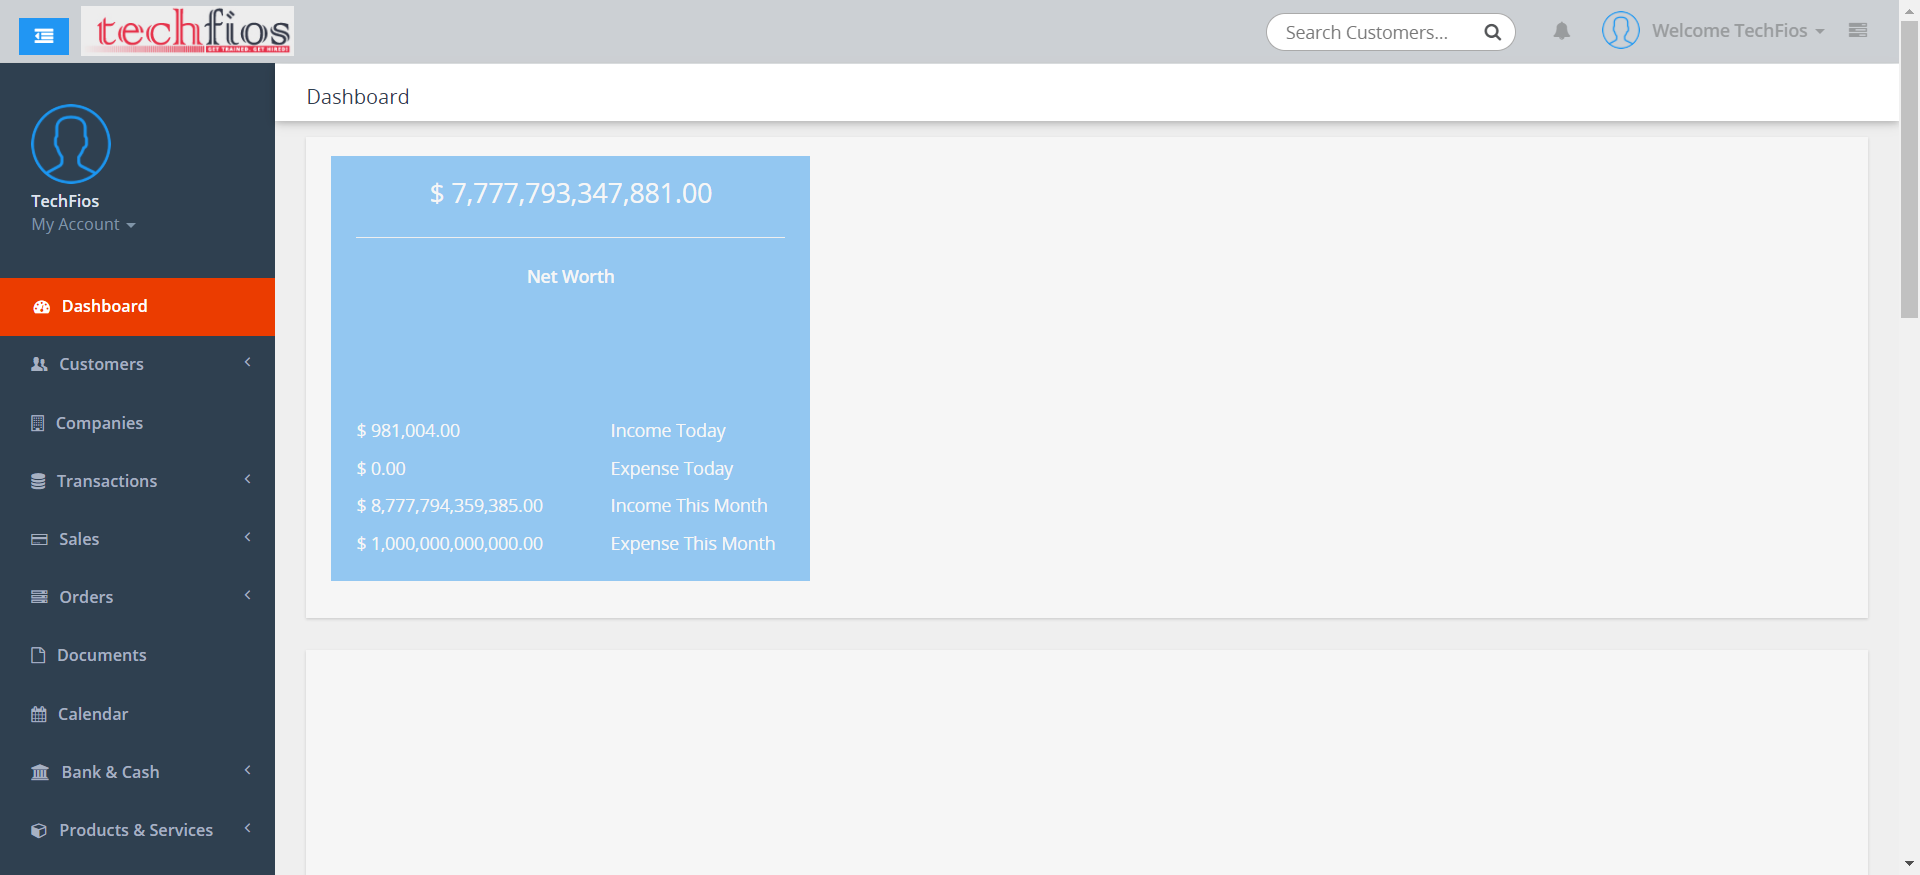 techfios
GET TRAINED. GET HIRED!
Search Customers...
Welcome TechFios
TechFios
My Account
Dashboard
Customers
Companies
Transactions
Sales
Orders
Documents
Calendar
Bank & Cash
Products & Services
Dashboard
$ 7,777,793,347,881.00
Net Worth
$ 981,004.00 Income Today
$ 0.00 Expense Today
$ 8,777,794,359,385.00 Income This Month
$ 1,000,000,000,000.00 Expense This Month